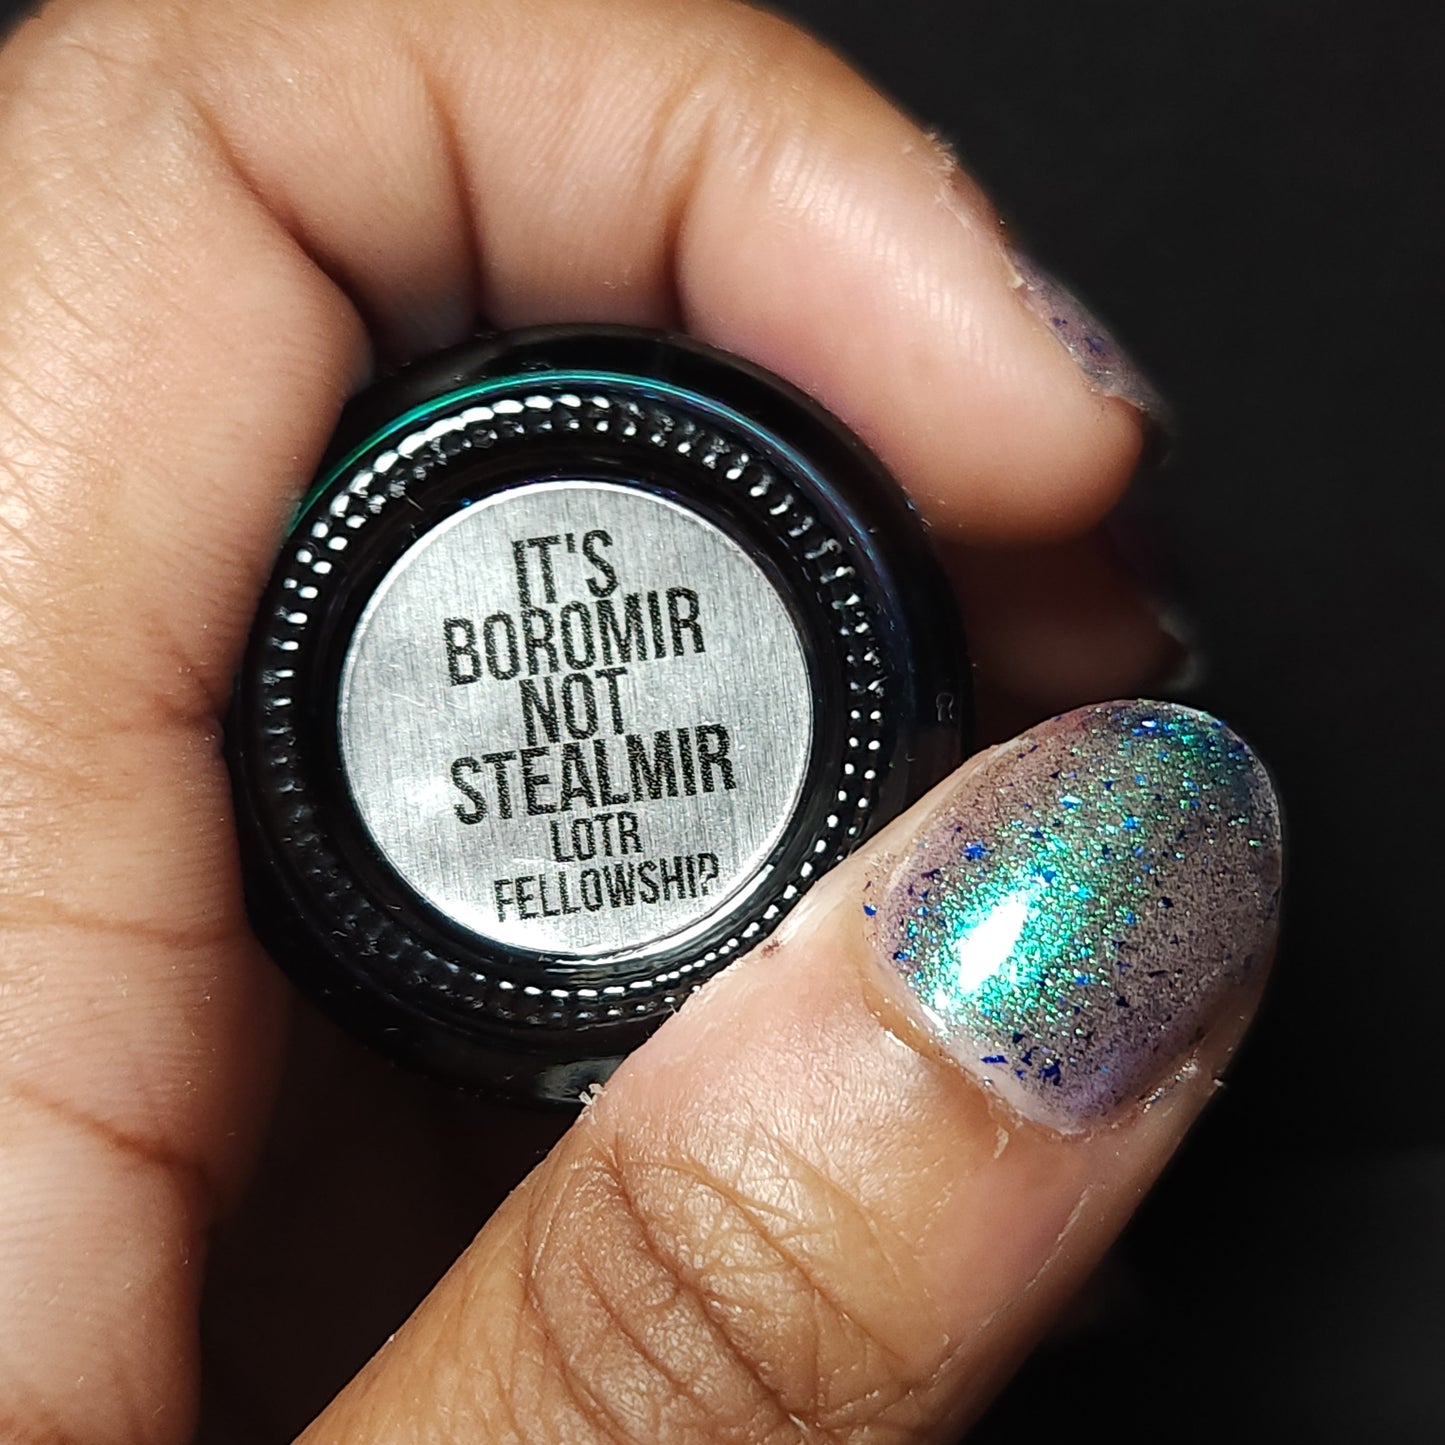 IT'S
BOROMIR
NOT
STEALMIR
LOTR
FELLOWSHIP